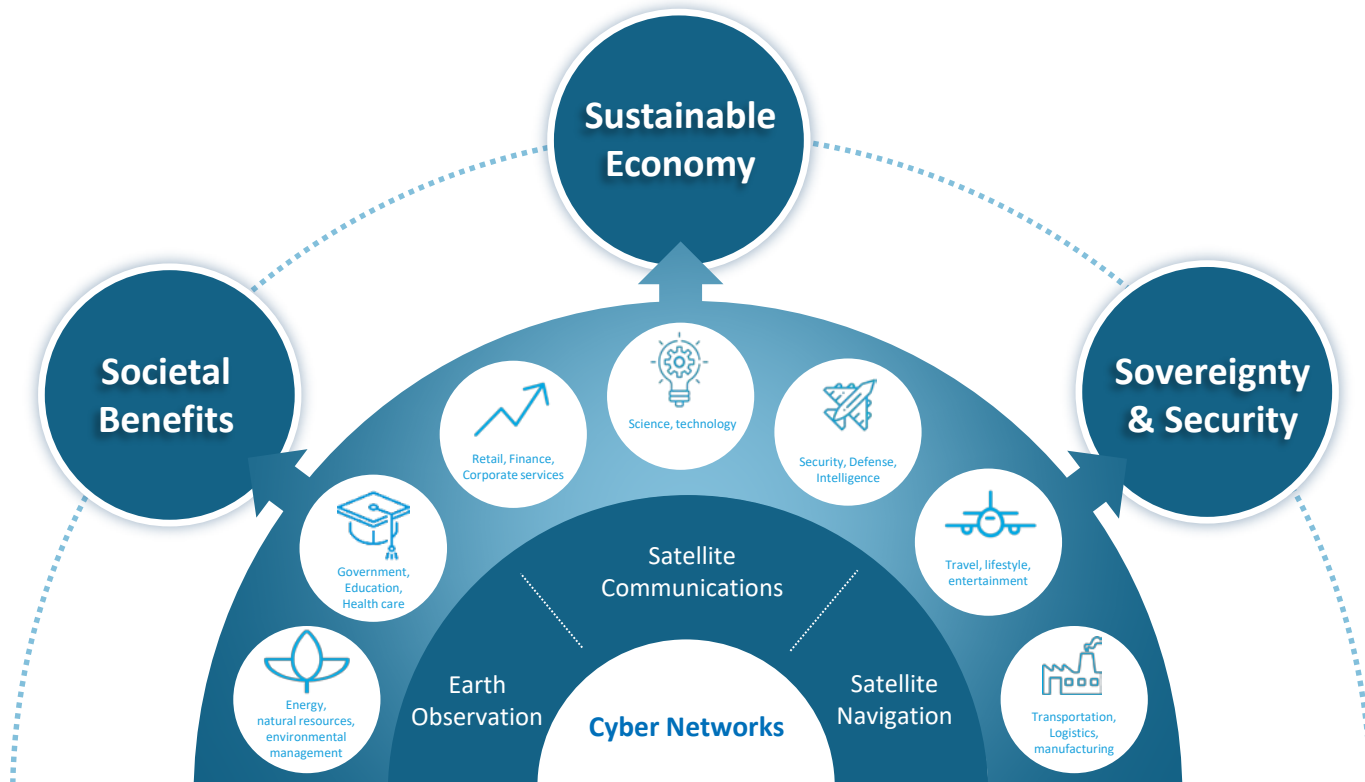 Sustainable
Economy
Societal
Benefits
Sovereignty
& Security
Science, technology
Retail, Finance,
Corporate services
Security, Defense,
Intelligence
Government,
Education,
Health care
Travel, lifestyle,
entertainment
Energy,
natural resources,
environmental
management
Transportation,
Logistics,
manufacturing
Satellite
Communications
Earth
Observation
Satellite
Navigation
Cyber Networks